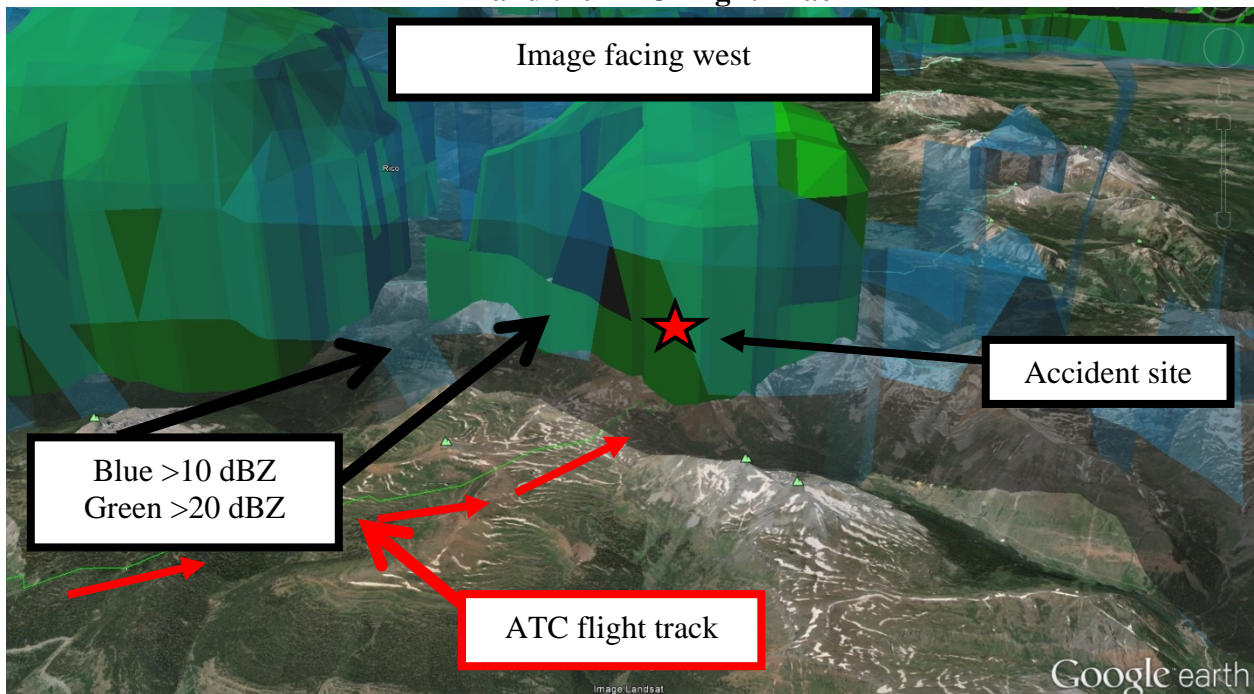 Image facing west
Rico
Accident site
Blue >10 dBZ
Green >20 dBZ
ATC flight track
Image Landsat
Google earth